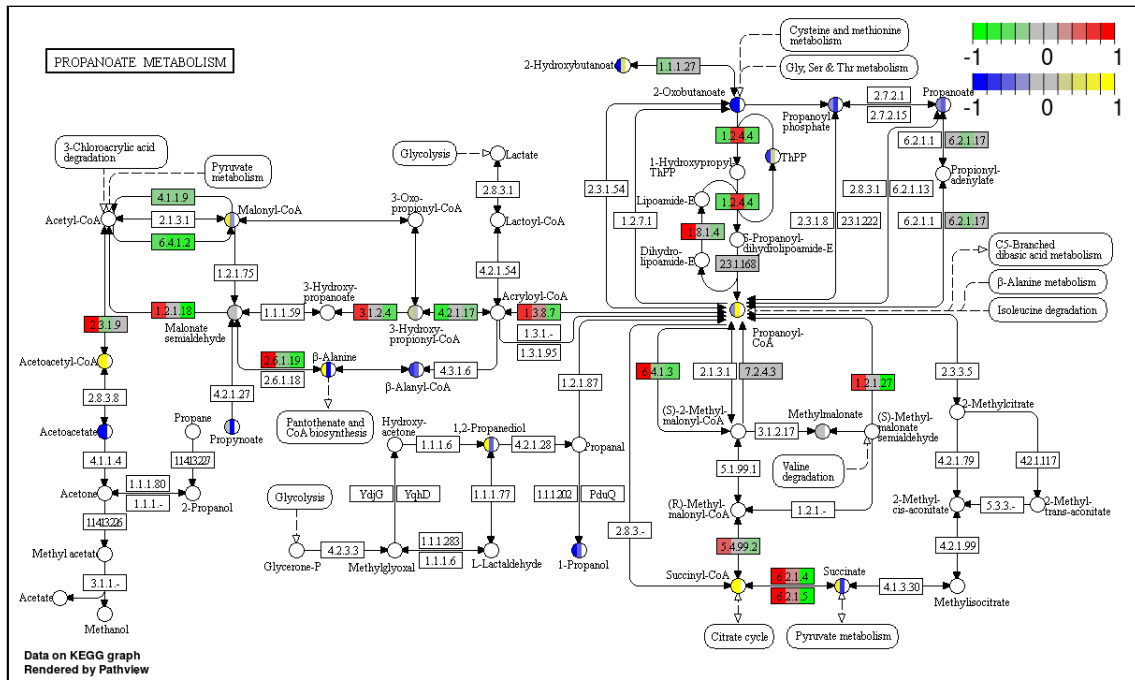 PROPANOATE METABOLISM
Cysteine and methionine
metabolism
2-Hydroxybutanoate
1.1.1.27
Gly, Ser & Thr metabolism
-1 0 1
-1 0 1
2-Oxobutanoate
Propanoyl
phosphate
2.7.2.1
2.7.2.15
Propanoate
1.2.4.4
ThPP
1-Hydroxypropyl-
ThPP
6.2.1.1
6.2.1.17
Propionyl-
adenylate
2.3.1.54
1.2.7.1
Lipoamide-E
1.2.4.4
2.8.3.1
6.2.1.13
2.3.1.8
2.3.1.222
6.2.1.1
6.2.1.17
1.8.1.4
Dihydro-
lipoamide-E
S-Propanoyl-
dihydrolipoamide-E
2.3.1.168
C5-Branched
dibasic acid metabolism
β-Alanine metabolism
Isoleucine degradation
Propanoyl-
CoA
3-Chloroacrylic acid
degradation
Pyruvate
metabolism
Glycolysis
Lactate
2.8.3.1
Lactoyl-CoA
4.2.1.54
4.1.1.9
Acetyl-CoA
2.1.3.1
Malonyl-CoA
6.4.1.2
3-Oxo-
propionyl-CoA
1.2.1.75
3-Hydroxy-
propanoate
Acryloyl-CoA
1.2.1.18
Malonate
semialdehyde
1.1.1.59
3.1.2.4
3-Hydroxy-
propionyl-CoA
4.2.1.17
1.3.8.7
1.3.1.-
1.3.1.95
2.3.1.9
Acetoacetyl-CoA
2.6.1.19
2.6.1.18
β-Alanine
β-Alanyl-CoA
4.3.1.6
1.2.1.87
2.8.3.8
4.2.1.27
Pantothenate and
CoA biosynthesis
Acetoacetate
Propane
Propynoate
4.1.1.4
1.14.13.227
Acetone
1.1.1.80
1.1.1.-
2-Propanol
1.14.13.226
Methyl acetate
3.1.1.-
Acetate
Methanol
Hydroxy-
acetone
1.1.1.6
1,2-Propanediol
4.2.1.28
Propanal
Glycolysis
YdjG
YqhD
1.1.1.77
1.1.1.202
PduQ
Glycerone-P
4.2.3.3
Methylglyoxal
1.1.1.283
1.1.1.6
L-Lactaldehyde
1-Propanol
6.4.1.3
2.1.3.1
7.2.4.3
1.2.1.27
2.3.3.5
(S)-2-Methyl-
malonyl-CoA
Methylmalonate
3.1.2.17
(S)-Methyl-
malonate
semialdehyde
Valine
degradation
5.1.99.1
(R)-Methyl-
malonyl-CoA
1.2.1.-
2.8.3.-
5.4.99.2
Succinyl-CoA
6.2.1.4
6.2.1.5
Succinate
4.1.3.30
Methylisocitrate
Citrate cycle
Pyruvate metabolism
2-Methylcitrate
4.2.1.79
4.2.1.117
2-Methyl-
cis-aconitate
5.3.3.-
2-Methyl-
trans-aconitate
4.2.1.99
Data on KEGG graph
Rendered by Pathview